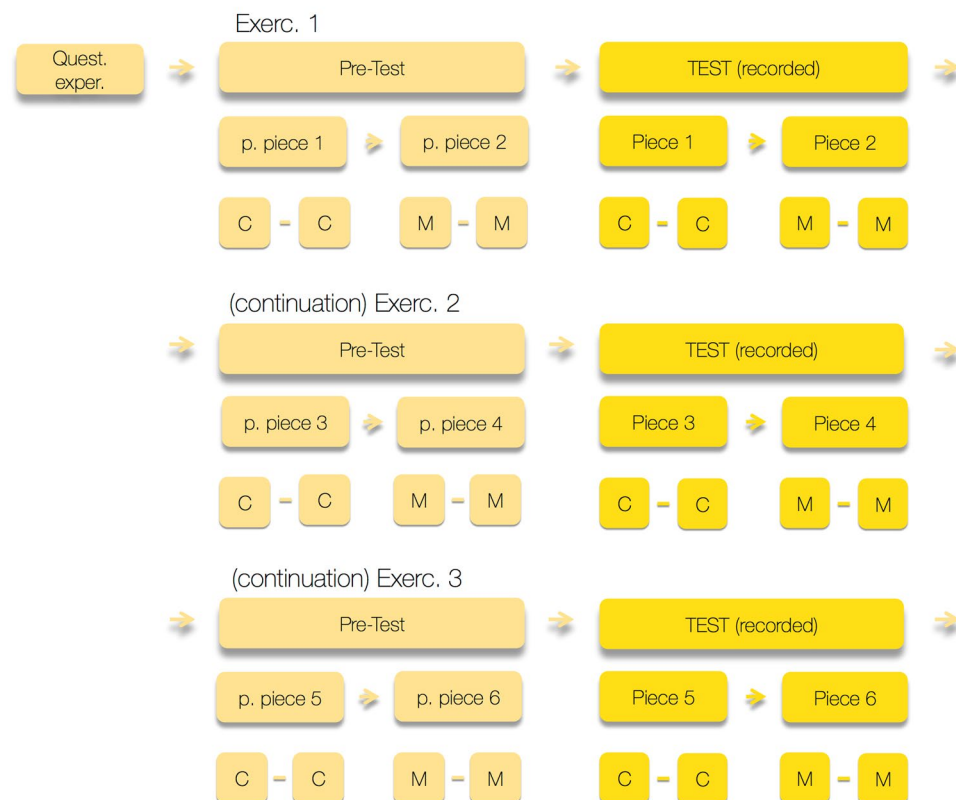 Exerc. 1
Quest.
exper.
Pre-Test
TEST (recorded)
p. piece 1
p. piece 2
Piece 1
Piece 2
C - C
M - M
C - C
M - M
(continuation) Exerc. 2
Pre-Test
TEST (recorded)
p. piece 3
p. piece 4
Piece 3
Piece 4
C - C
M - M
C - C
M - M
(continuation) Exerc. 3
Pre-Test
TEST (recorded)
p. piece 5
p. piece 6
Piece 5
Piece 6
C - C
M - M
C - C
M - M